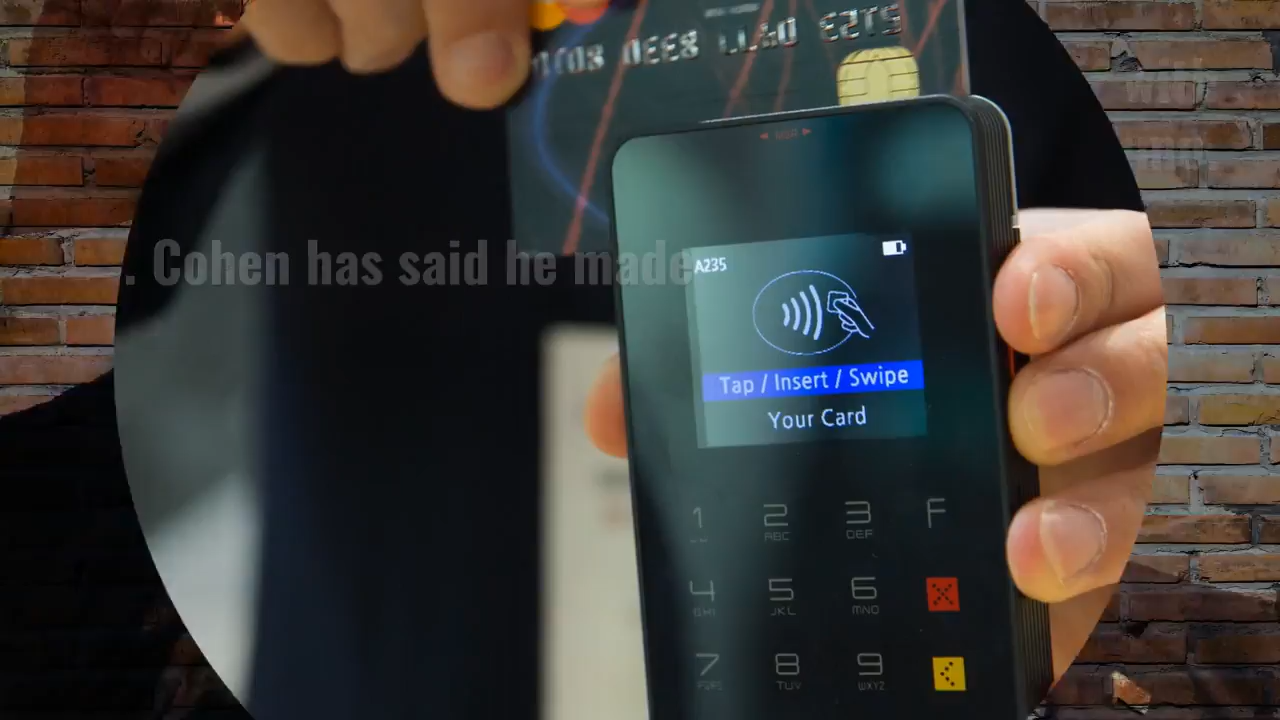 . Cohen has said he made
A235
Tap / Insert / Swipe
Your Card
1
2 ABC
3 DEF
F
4 GHI
5 JKL
6 MNO
7 PQRS
8 TUV
9 WXYZ